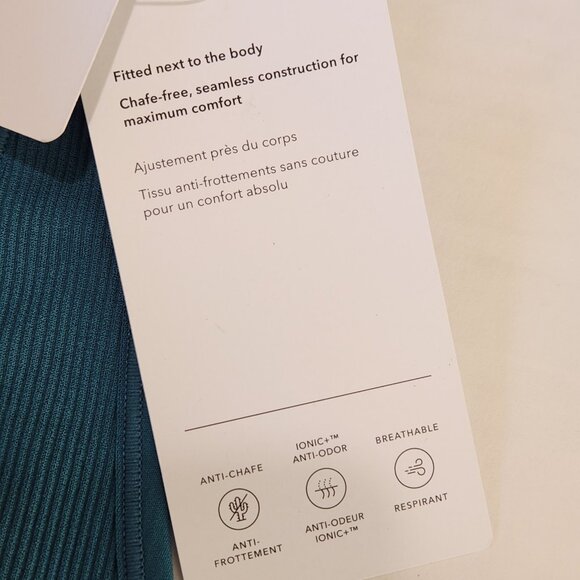 Fitted next to the body
Chafe-free, seamless construction for
maximum comfort
Ajustement près du corps
Tissu anti-frottements sans couture
pour un confort absolu
ANTI-CHAFE
ANTI-
FROTTEMENT
IONIC+™
ANTI-ODOR
ANTI-ODEUR
IONIC+™
BREATHABLE
RESPIRANT